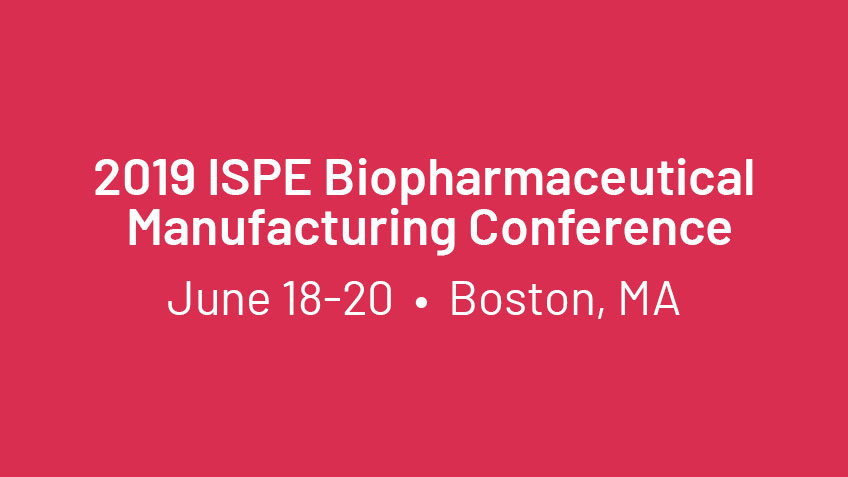 2019 ISPE Biopharmaceutical
Manufacturing Conference
June 18-20 • Boston, MA